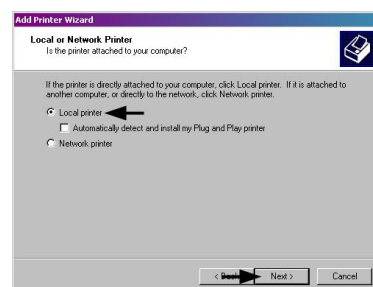 Add Printer Wizard
Local or Network Printer
Is the printer attached to your computer?
If the printer is directly attached to your computer, click Local printer. If it is attached to
another computer, or directly to the network, click Network printer.
Local printer
Automatically detect and install my Plug and Play printer
Network printer
< Next > Cancel